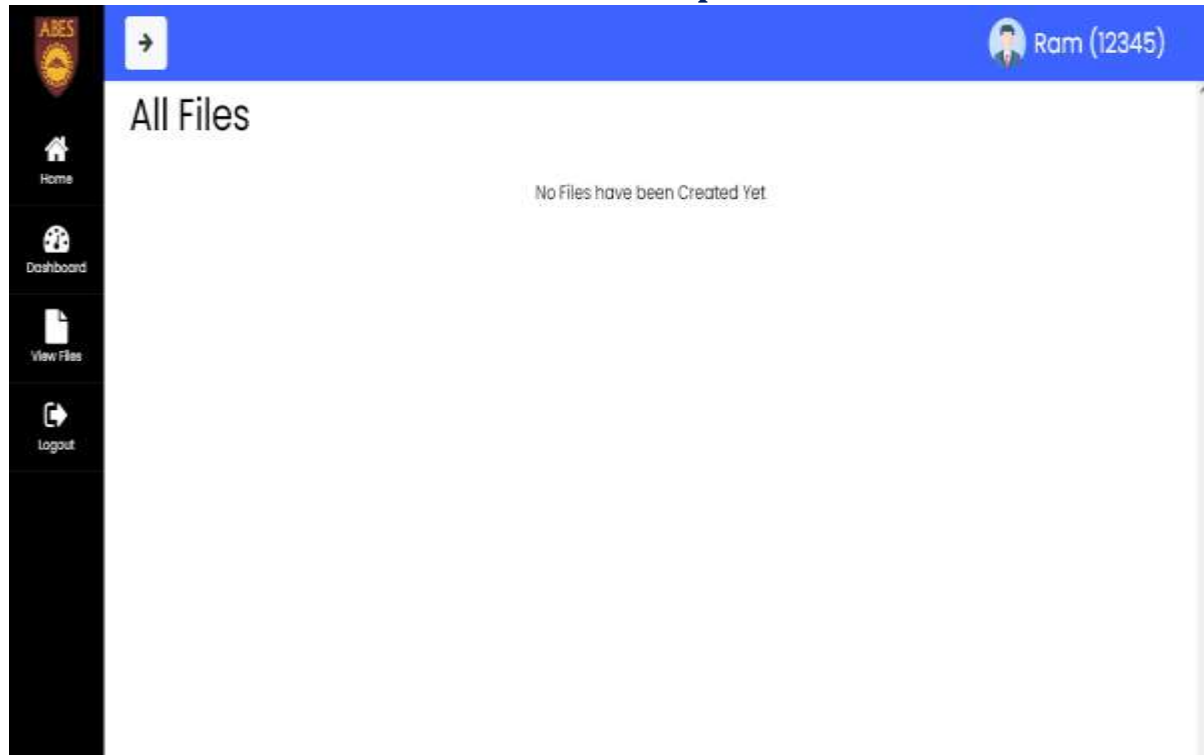 ABES
Ram (12345)
All Files
No Files have been Created Yet
Home
Dashboard
View Files
Logout